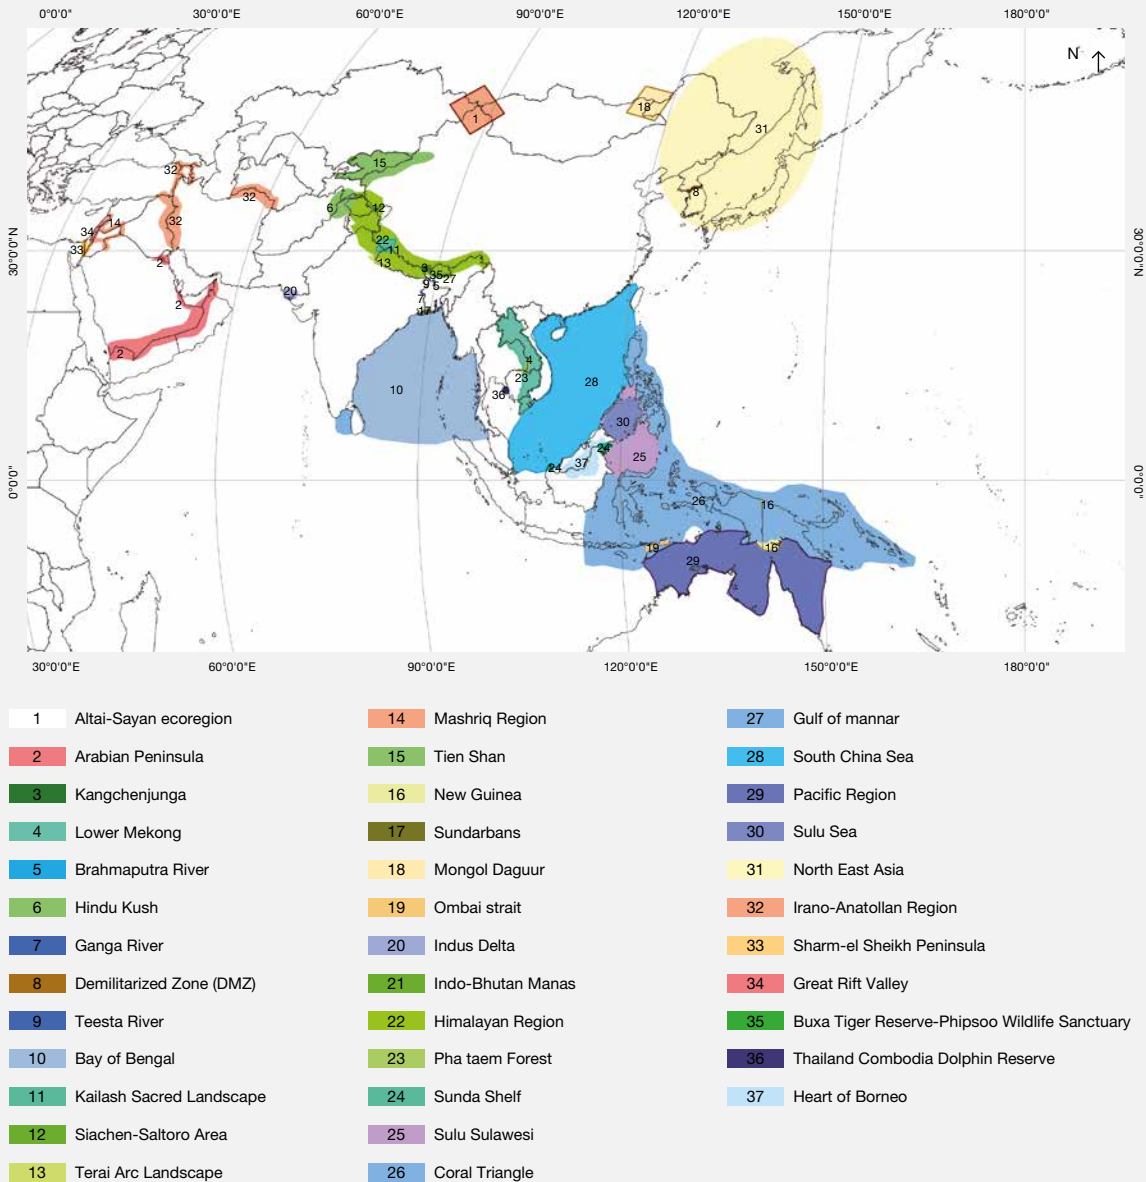 0°0'0"E 30°0'0"E 60°0'0"E 90°0'0"E 120°0'0"E 150°0'0"E 180°0'0"
N
31
18
1
15
32
32
8
6
12
14
32
34
22
33
11
13
2
3
35
27
9
5
20
7
2
17
4
2
23
28
10
36
30
24
25
37
24
26
16
19
16
29
30°0'0"N
30°0'0"N
0°0'0"
0°0'0"
30°0'0"E 60°0'0"E 90°0'0"E 120°0'0"E 150°0'0"E 180°0'0"
1 Altai-Sayan ecoregion
2 Arabian Peninsula
3 Kangchenjunga
4 Lower Mekong
5 Brahmaputra River
6 Hindu Kush
7 Ganga River
8 Demilitarized Zone (DMZ)
9 Teesta River
10 Bay of Bengal
11 Kailash Sacred Landscape
12 Siachen-Saltoro Area
13 Terai Arc Landscape
14 Mashriq Region
15 Tien Shan
16 New Guinea
17 Sundarbans
18 Mongol Daguur
19 Ombai strait
20 Indus Delta
21 Indo-Bhutan Manas
22 Himalayan Region
23 Pha taem Forest
24 Sunda Shelf
25 Sulu Sulawesi
26 Coral Triangle
27 Gulf of mannar
28 South China Sea
29 Pacific Region
30 Sulu Sea
31 North East Asia
32 Irano-Anatollan Region
33 Sharm-el Sheikh Peninsula
34 Great Rift Valley
35 Buxa Tiger Reserve-Phipsoo Wildlife Sanctuary
36 Thailand Combodia Dolphin Reserve
37 Heart of Borneo